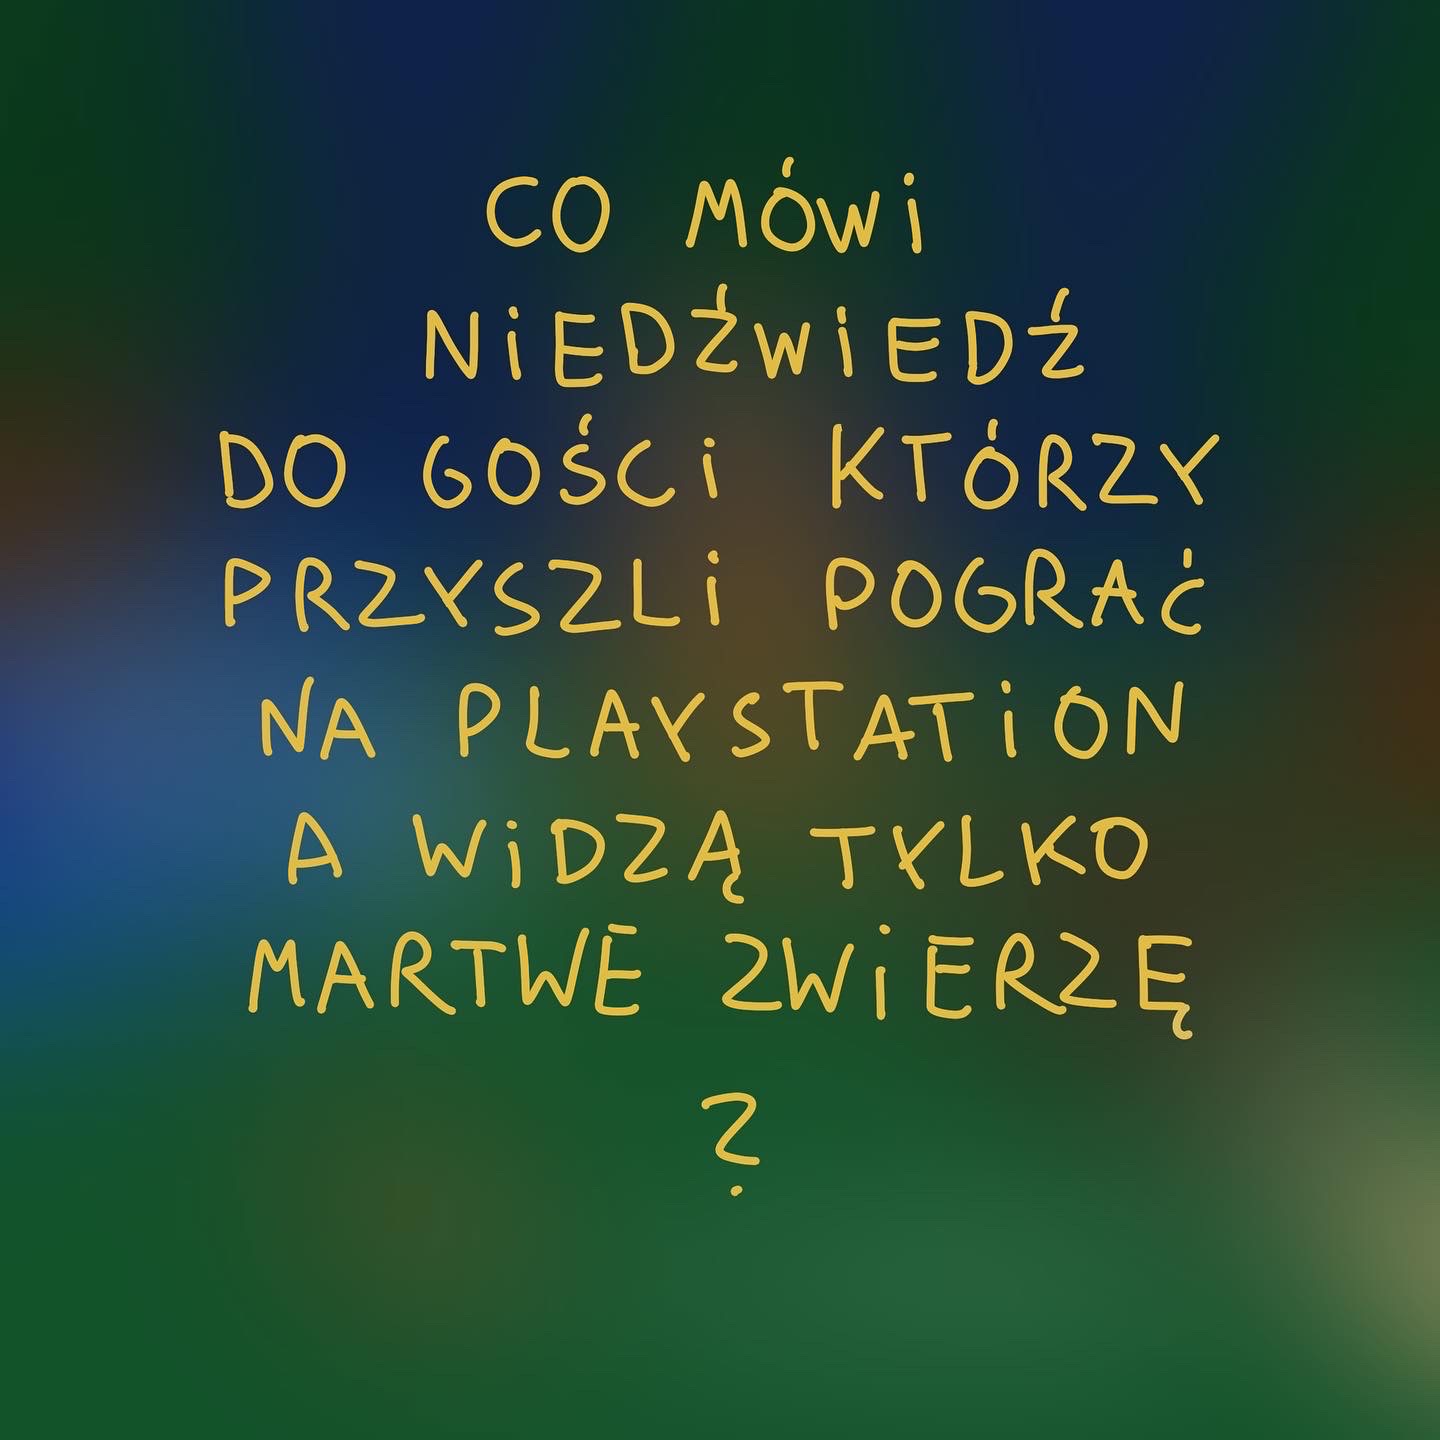 CO MÓWi
NiEDŹWiEDŹ
DO GOŚCi KTÓRZY
PRZYSZLi POGRAĆ
NA PLAYSTATiON
A WiDZĄ TYLKO
MARTWE ZWiERZĘ
?